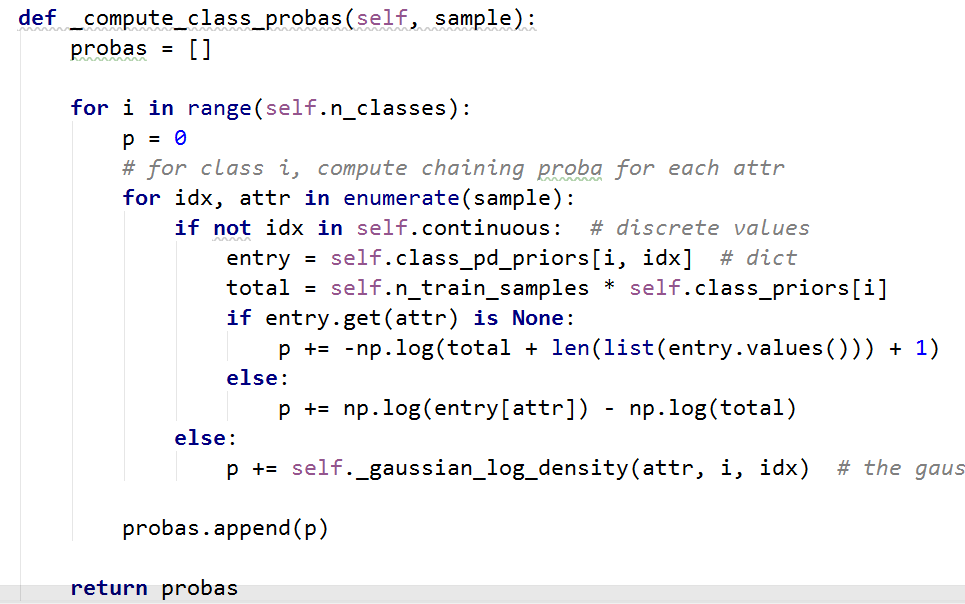 def _compute_class_probas(self, sample):
    probas = []

    for i in range(self.n_classes):
        p = 0
        # for class i, compute chaining proba for each attr
        for idx, attr in enumerate(sample):
            if not idx in self.continuous:  # discrete values
                entry = self.class_pd_priors[i, idx]  # dict
                total = self.n_train_samples * self.class_priors[i]
                if entry.get(attr) is None:
                    p += -np.log(total + len(list(entry.values())) + 1)
                else:
                    p += np.log(entry[attr]) - np.log(total)
            else:
                p += self._gaussian_log_density(attr, i, idx)  # the gaus

        probas.append(p)

    return probas